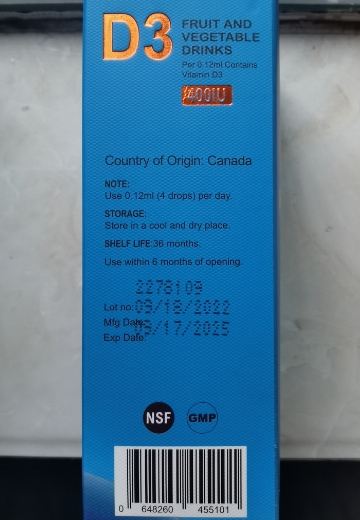 D3 FRUIT AND
VEGETABLE
DRINKS
Per 0.12ml Contains
Vitamin D3
400IU
Country of Origin: Canada
NOTE:
Use 0.12ml (4 drops) per day.
STORAGE:
Store in a cool and dry place.
SHELF LIFE:36 months.
Use within 6 months of opening.
2278109
Lot no: 09/18/2022
Mfg Date: 09/17/2025
Exp Date:
NSF GMP
0 648260 455101